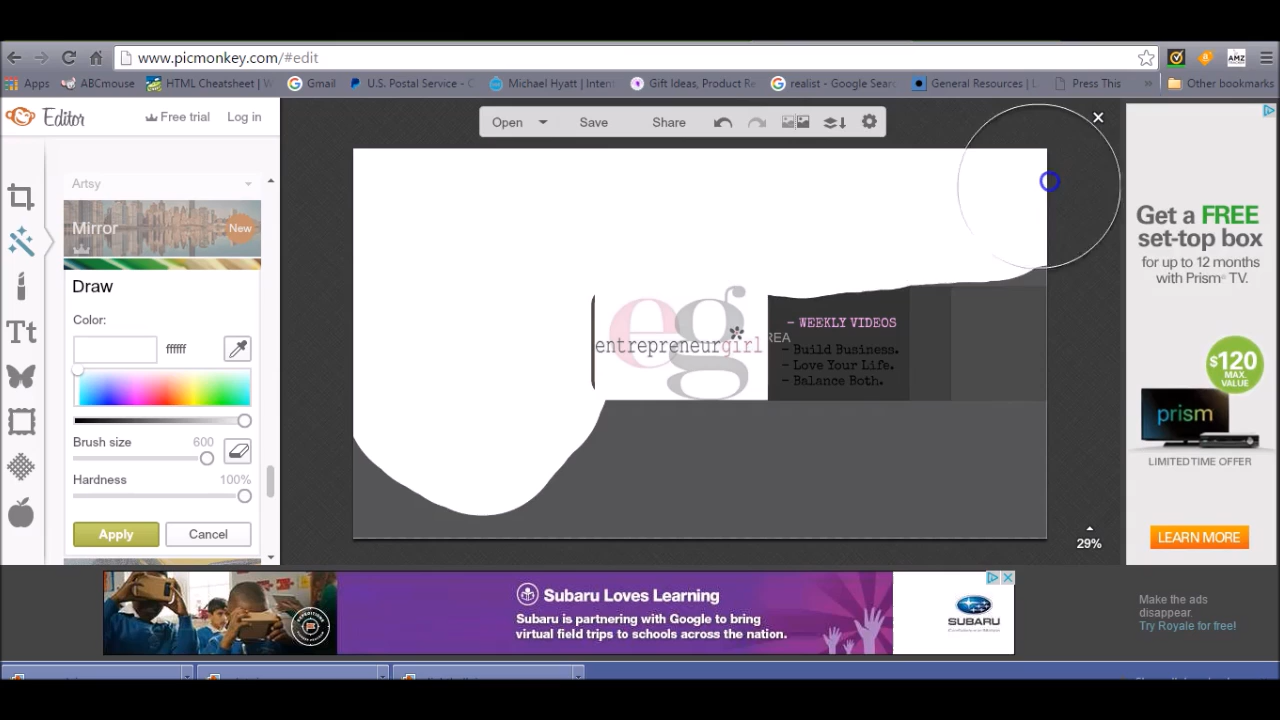 www.picmonkey.com/#edit
Apps
ABCmouse
HTML Cheatsheet | W
Gmail
U.S. Postal Service - C
Michael Hyatt | Intern
Gift Ideas, Product Re
realist - Google Searc
General Resources | L
Press This
»
Other bookmarks
AMZ
Editor
Free trial
Log in
Open
Save
Share
Artsy
Mirror
New
Draw
Color:
ffffff
Brush size
600
Hardness
100%
Apply
Cancel
Tt
eg
entrepreneurgirl
REA
- WEEKLY VIDEOS
- Build Business.
- Love Your Life.
- Balance Both.
29%
Get a FREE
set-top box
for up to 12 months
with Prism® TV.
$120
MAX.
VALUE
prism
LIMITED TIME OFFER
LEARN MORE
Subaru Loves Learning
Subaru is partnering with Google to bring
virtual field trips to schools across the nation.
SUBARU
Make the ads
disappear
Try Royale for free!